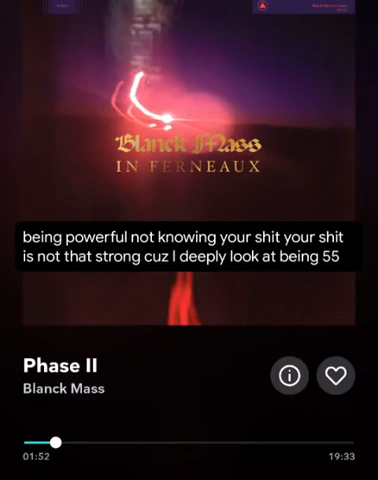 Blanck Mass
IN FERNEAUX
being powerful not knowing your shit your shit
is not that strong cuz I deeply look at being 55
Phase II
Blanck Mass
01:52
19:33